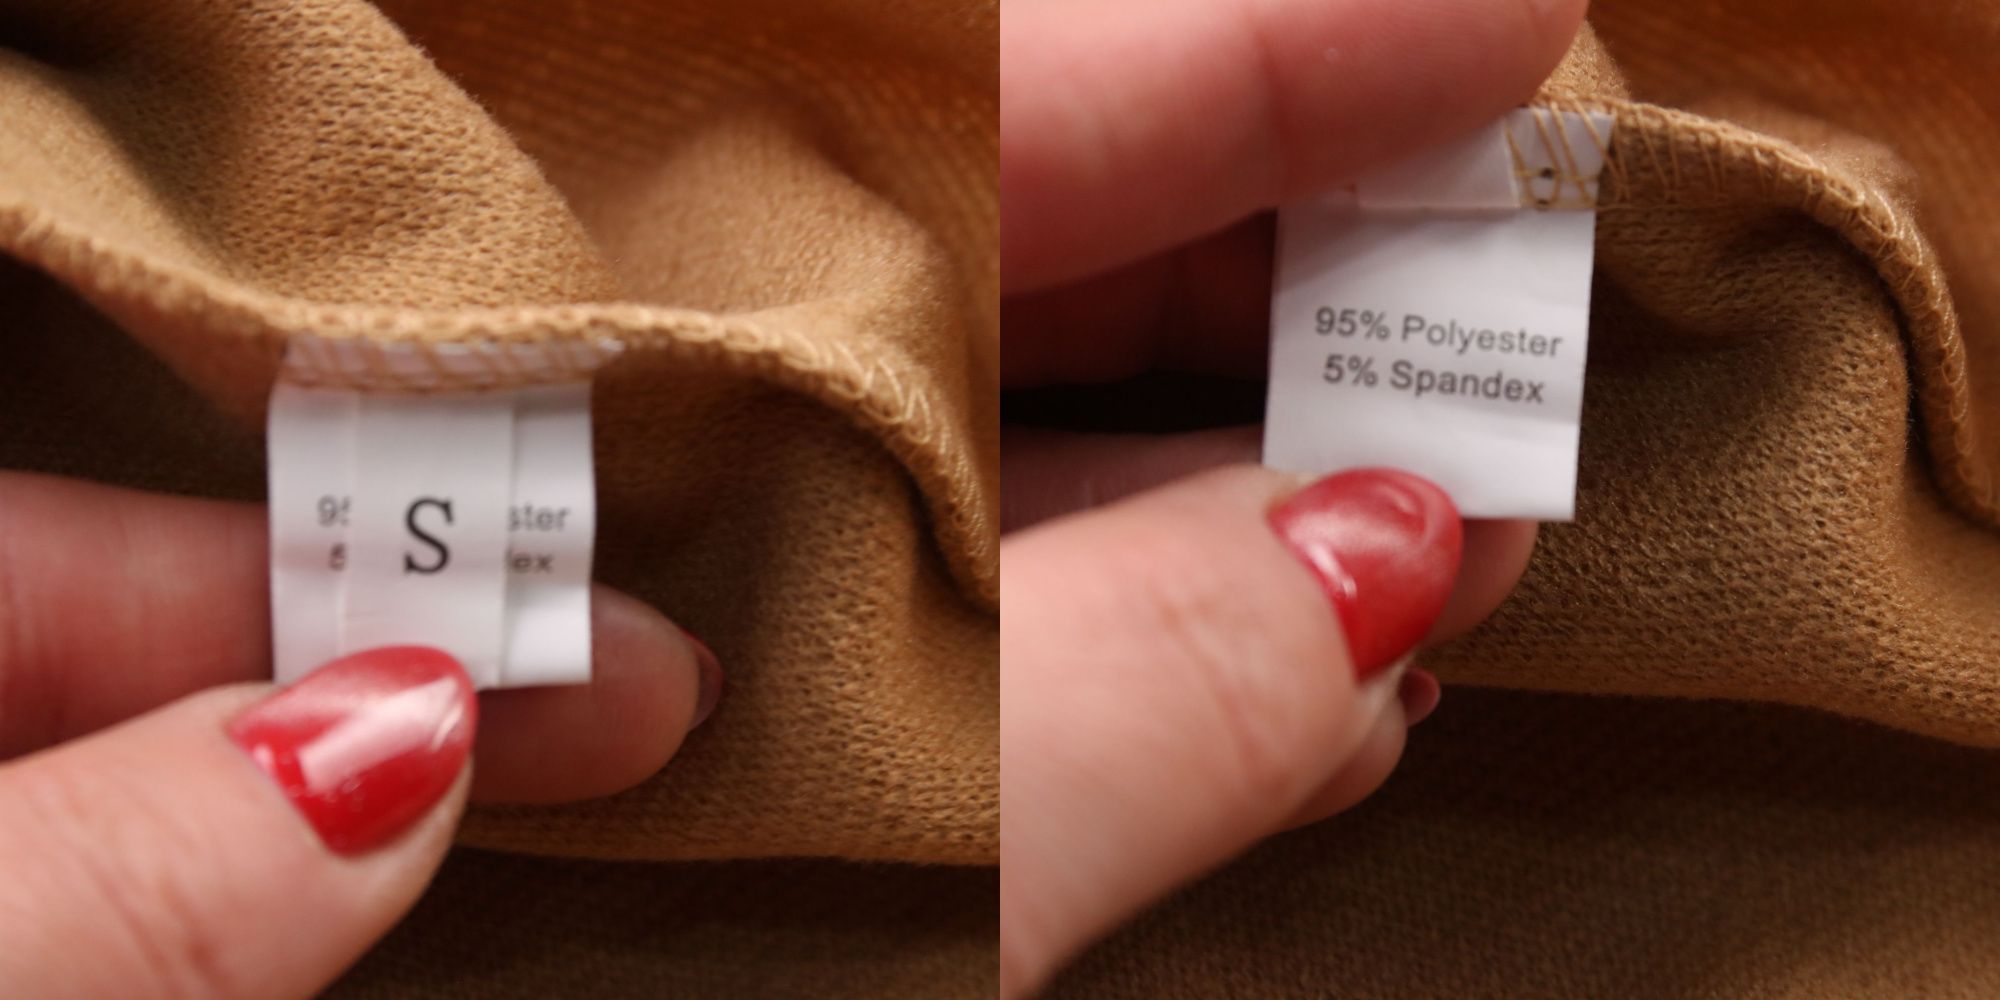 S
95% Polyester
5% Spandex